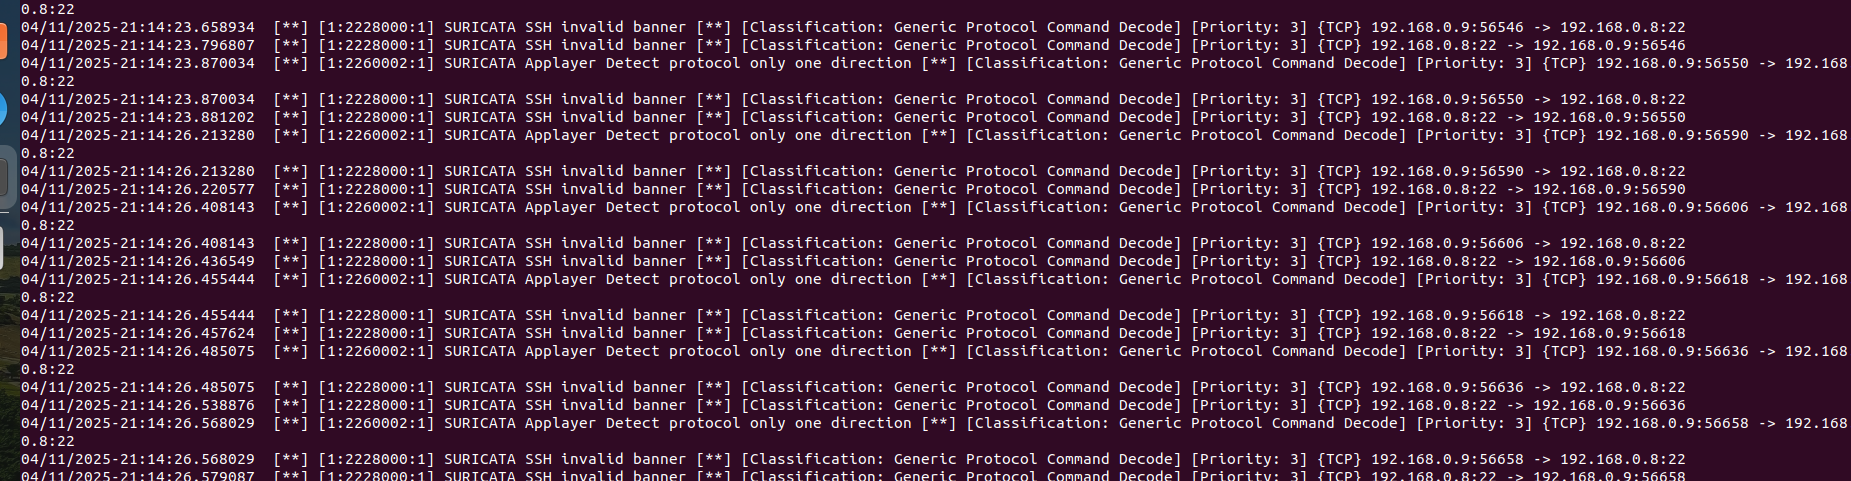 0.8:22
04/11/2025-21:14:23.658934  [**] [1:2228000:1] SURICATA SSH invalid banner [**] [Classification: Generic Protocol Command Decode] [Priority: 3] {TCP} 192.168.0.9:56546 -> 192.168.0.8:22
04/11/2025-21:14:23.796807  [**] [1:2228000:1] SURICATA SSH invalid banner [**] [Classification: Generic Protocol Command Decode] [Priority: 3] {TCP} 192.168.0.8:22 -> 192.168.0.9:56546
04/11/2025-21:14:23.870034  [**] [1:2260002:1] SURICATA Applayer Detect protocol only one direction [**] [Classification: Generic Protocol Command Decode] [Priority: 3] {TCP} 192.168.0.9:56550 -> 192.168
0.8:22
04/11/2025-21:14:23.870034  [**] [1:2228000:1] SURICATA SSH invalid banner [**] [Classification: Generic Protocol Command Decode] [Priority: 3] {TCP} 192.168.0.9:56550 -> 192.168.0.8:22
04/11/2025-21:14:23.881202  [**] [1:2228000:1] SURICATA SSH invalid banner [**] [Classification: Generic Protocol Command Decode] [Priority: 3] {TCP} 192.168.0.8:22 -> 192.168.0.9:56550
04/11/2025-21:14:26.213280  [**] [1:2260002:1] SURICATA Applayer Detect protocol only one direction [**] [Classification: Generic Protocol Command Decode] [Priority: 3] {TCP} 192.168.0.9:56590 -> 192.168
0.8:22
04/11/2025-21:14:26.213280  [**] [1:2228000:1] SURICATA SSH invalid banner [**] [Classification: Generic Protocol Command Decode] [Priority: 3] {TCP} 192.168.0.9:56590 -> 192.168.0.8:22
04/11/2025-21:14:26.220577  [**] [1:2228000:1] SURICATA SSH invalid banner [**] [Classification: Generic Protocol Command Decode] [Priority: 3] {TCP} 192.168.0.8:22 -> 192.168.0.9:56590
04/11/2025-21:14:26.408143  [**] [1:2260002:1] SURICATA Applayer Detect protocol only one direction [**] [Classification: Generic Protocol Command Decode] [Priority: 3] {TCP} 192.168.0.9:56606 -> 192.168
0.8:22
04/11/2025-21:14:26.408143  [**] [1:2228000:1] SURICATA SSH invalid banner [**] [Classification: Generic Protocol Command Decode] [Priority: 3] {TCP} 192.168.0.9:56606 -> 192.168.0.8:22
04/11/2025-21:14:26.436549  [**] [1:2228000:1] SURICATA SSH invalid banner [**] [Classification: Generic Protocol Command Decode] [Priority: 3] {TCP} 192.168.0.8:22 -> 192.168.0.9:56606
04/11/2025-21:14:26.455444  [**] [1:2260002:1] SURICATA Applayer Detect protocol only one direction [**] [Classification: Generic Protocol Command Decode] [Priority: 3] {TCP} 192.168.0.9:56618 -> 192.168
0.8:22
04/11/2025-21:14:26.455444  [**] [1:2228000:1] SURICATA SSH invalid banner [**] [Classification: Generic Protocol Command Decode] [Priority: 3] {TCP} 192.168.0.9:56618 -> 192.168.0.8:22
04/11/2025-21:14:26.457624  [**] [1:2228000:1] SURICATA SSH invalid banner [**] [Classification: Generic Protocol Command Decode] [Priority: 3] {TCP} 192.168.0.8:22 -> 192.168.0.9:56618
04/11/2025-21:14:26.485075  [**] [1:2260002:1] SURICATA Applayer Detect protocol only one direction [**] [Classification: Generic Protocol Command Decode] [Priority: 3] {TCP} 192.168.0.9:56636 -> 192.168
0.8:22
04/11/2025-21:14:26.485075  [**] [1:2228000:1] SURICATA SSH invalid banner [**] [Classification: Generic Protocol Command Decode] [Priority: 3] {TCP} 192.168.0.9:56636 -> 192.168.0.8:22
04/11/2025-21:14:26.538876  [**] [1:2228000:1] SURICATA SSH invalid banner [**] [Classification: Generic Protocol Command Decode] [Priority: 3] {TCP} 192.168.0.8:22 -> 192.168.0.9:56636
04/11/2025-21:14:26.568029  [**] [1:2260002:1] SURICATA Applayer Detect protocol only one direction [**] [Classification: Generic Protocol Command Decode] [Priority: 3] {TCP} 192.168.0.9:56658 -> 192.168
0.8:22
04/11/2025-21:14:26.568029  [**] [1:2228000:1] SURICATA SSH invalid banner [**] [Classification: Generic Protocol Command Decode] [Priority: 3] {TCP} 192.168.0.9:56658 -> 192.168.0.8:22
04/11/2025-21:14:26.579087  [**] [1:2228000:1] SURICATA SSH invalid banner [**] [Classification: Generic Protocol Command Decode] [Priority: 3] {TCP} 192.168.0.8:22 -> 192.168.0.9:56658